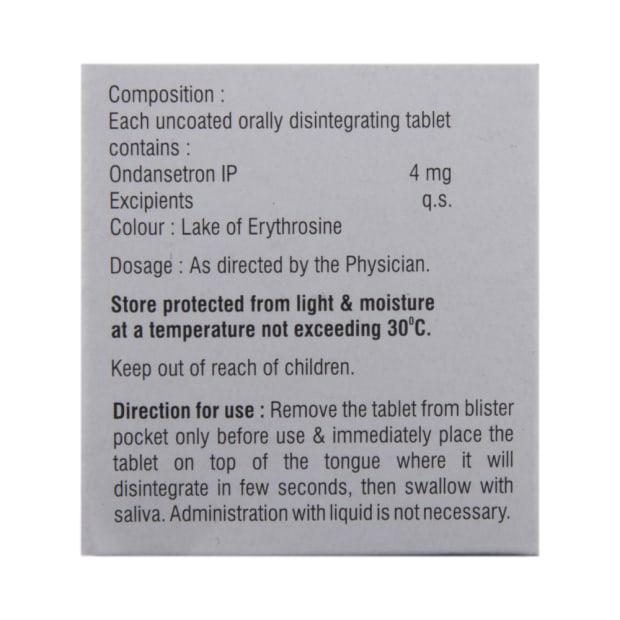 Composition :
Each uncoated orally disintegrating tablet
contains :
Ondansetron IP 4 mg
Excipients q.s.
Colour : Lake of Erythrosine
Dosage : As directed by the Physician.
Store protected from light & moisture
at a temperature not exceeding 30°C.
Keep out of reach of children.
Direction for use : Remove the tablet from blister
pocket only before use & immediately place the
tablet on top of the tongue where it will
disintegrate in few seconds, then swallow with
saliva. Administration with liquid is not necessary.